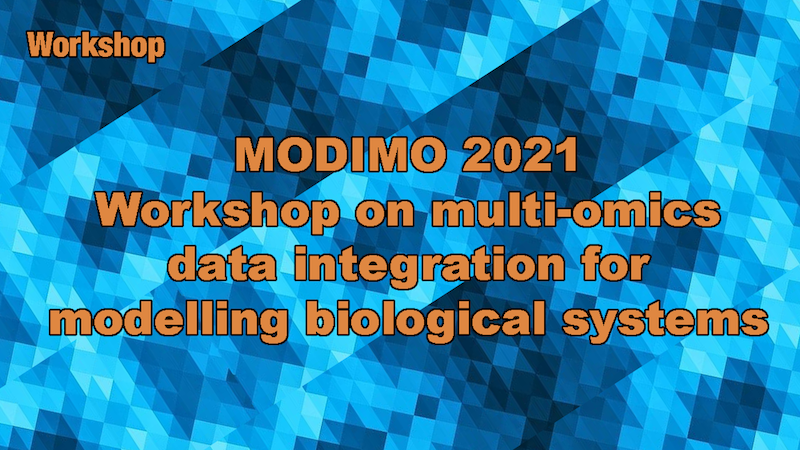 Workshop
MODIMO 2021
Workshop on multi-omics
data integration for
modelling biological systems